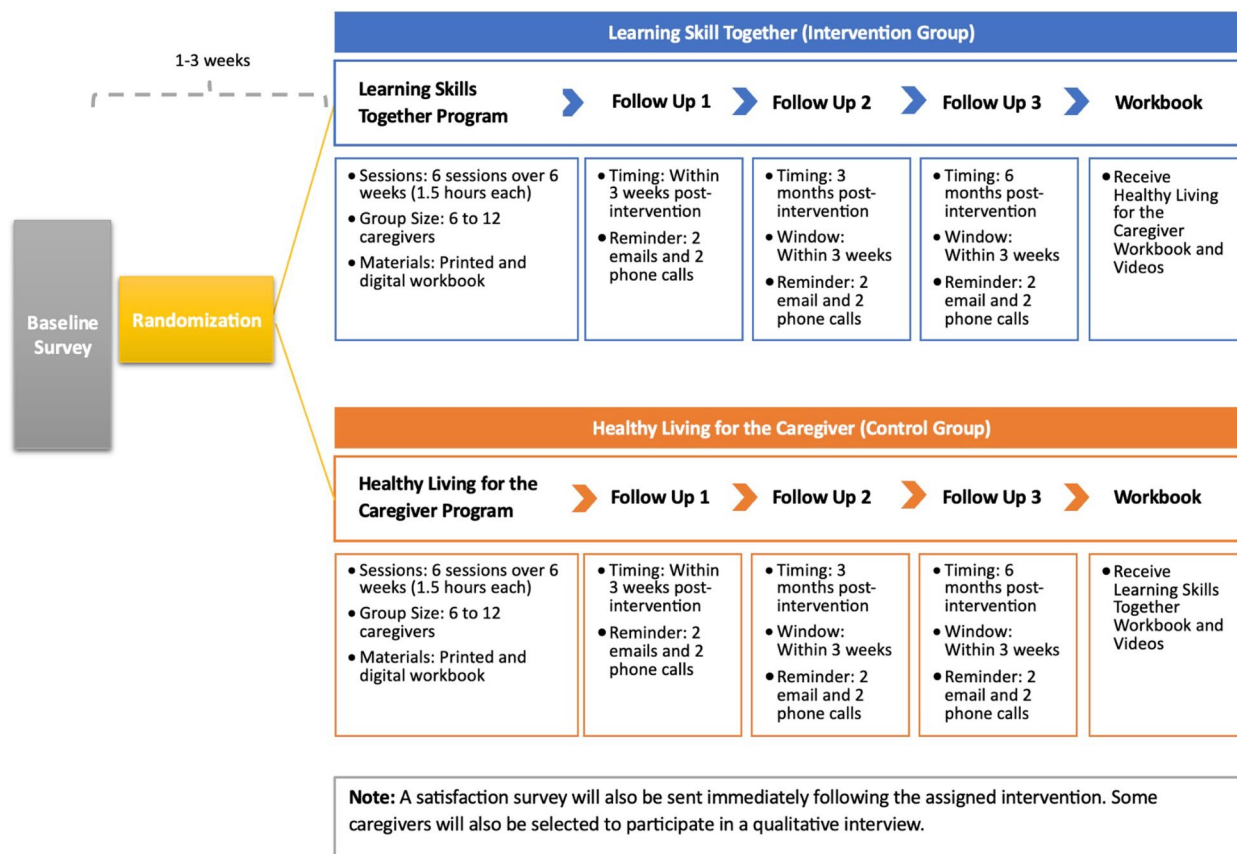 1-3 weeks
Baseline
Survey
Randomization
Learning Skill Together (Intervention Group)
Learning Skills
Together Program
Follow Up 1
Follow Up 2
Follow Up 3
Workbook
• Sessions: 6 sessions over 6
weeks (1.5 hours each)
• Group Size: 6 to 12
caregivers
• Materials: Printed and
digital workbook
• Timing: Within
3 weeks post-
intervention
• Reminder: 2
emails and 2
phone calls
• Timing: 3
months post-
intervention
• Window:
Within 3 weeks
• Reminder: 2
email and 2
phone calls
• Timing: 6
months post-
intervention
• Window:
Within 3 weeks
• Reminder: 2
email and 2
phone calls
• Receive
Healthy Living
for the
Caregiver
Workbook and
Videos
Healthy Living for the Caregiver (Control Group)
Healthy Living for the
Caregiver Program
Follow Up 1
Follow Up 2
Follow Up 3
Workbook
• Sessions: 6 sessions over 6
weeks (1.5 hours each)
• Group Size: 6 to 12
caregivers
• Materials: Printed and
digital workbook
• Timing: Within
3 weeks post-
intervention
• Reminder: 2
emails and 2
phone calls
• Timing: 3
months post-
intervention
• Window:
Within 3 weeks
• Reminder: 2
email and 2
phone calls
• Timing: 6
months post-
intervention
• Window:
Within 3 weeks
• Reminder: 2
email and 2
phone calls
• Receive
Learning Skills
Together
Workbook and
Videos
Note: A satisfaction survey will also be sent immediately following the assigned intervention. Some
caregivers will also be selected to participate in a qualitative interview.